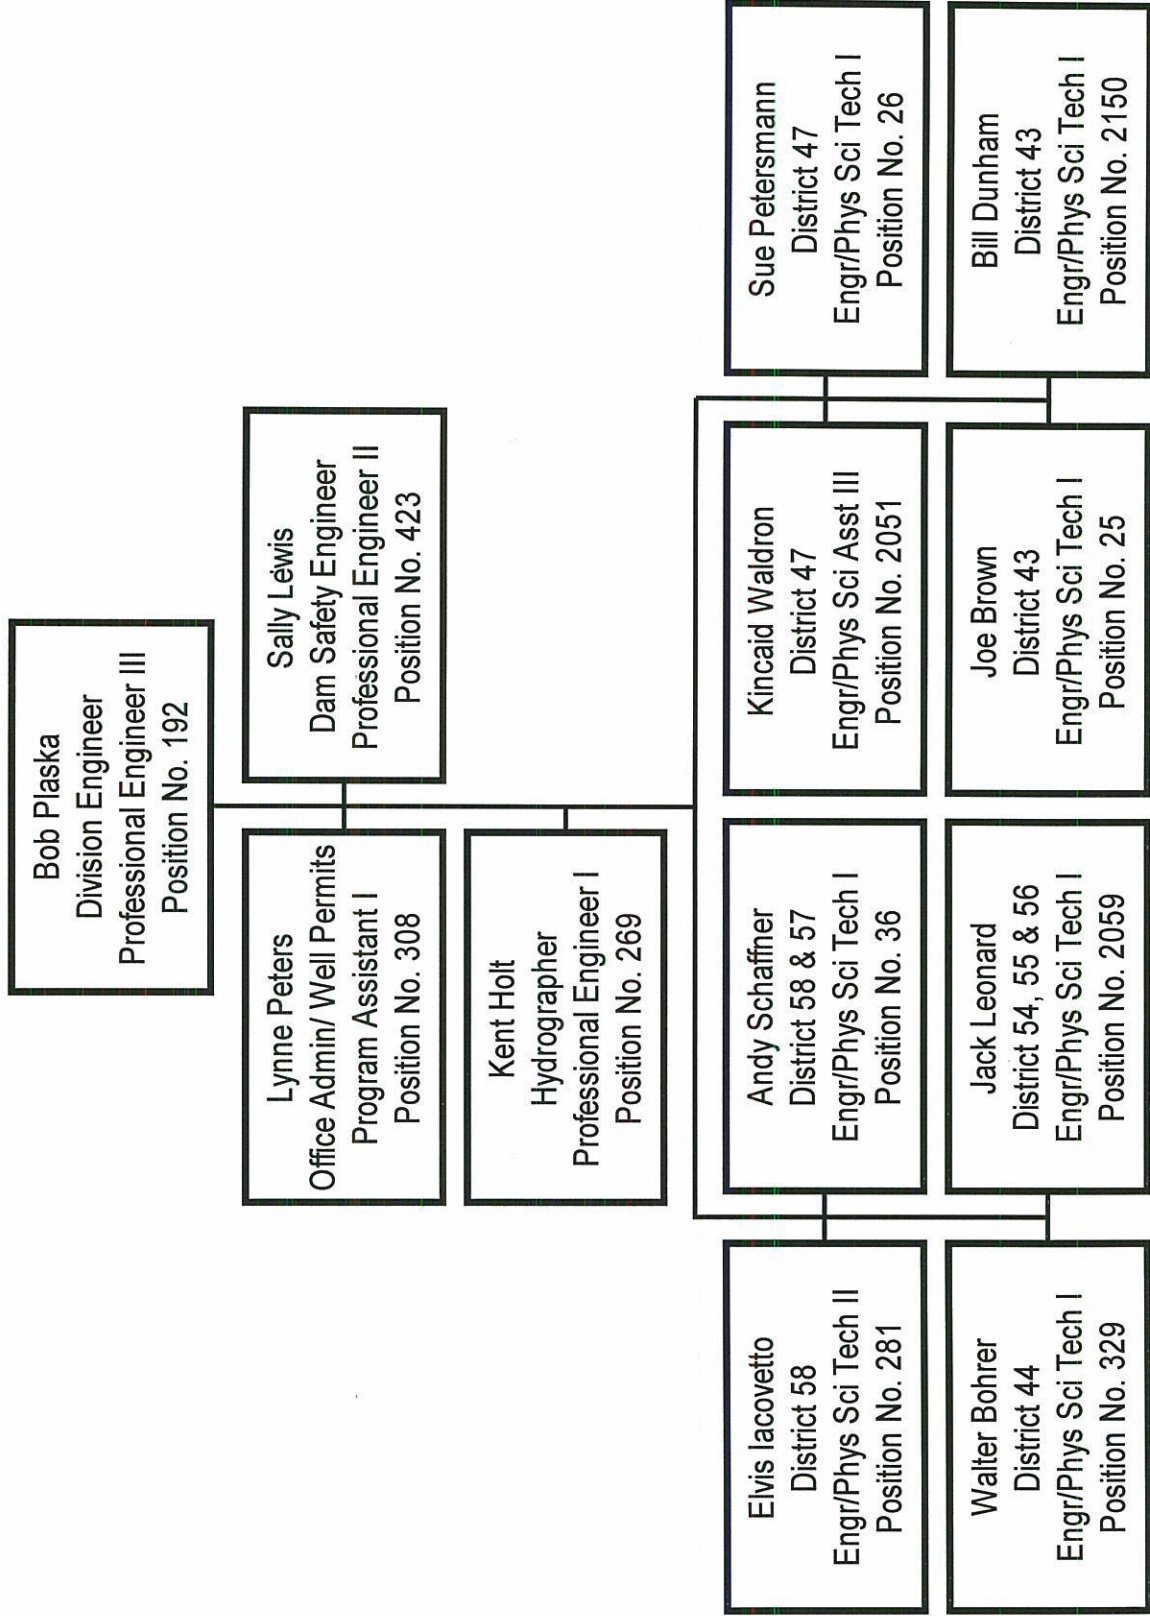 Bob Plaska
Division Engineer
Professional Engineer III
Position No. 192
Lynne Peters
Office Admin/ Well Permits
Program Assistant I
Position No. 308
Sally Lewis
Dam Safety Engineer
Professional Engineer II
Position No. 423
Kent Holt
Hydrographer
Professional Engineer I
Position No. 269
Elvis Iacovetto
District 58
Engr/Phys Sci Tech II
Position No. 281
Andy Schaffner
District 58 & 57
Engr/Phys Sci Tech I
Position No. 36
Kincaid Waldron
District 47
Engr/Phys Sci Asst III
Position No. 2051
Sue Petersmann
District 47
Engr/Phys Sci Tech I
Position No. 26
Walter Bohrer
District 44
Engr/Phys Sci Tech I
Position No. 329
Jack Leonard
District 54, 55 & 56
Engr/Phys Sci Tech I
Position No. 2059
Joe Brown
District 43
Engr/Phys Sci Tech I
Position No. 25
Bill Dunham
District 43
Engr/Phys Sci Tech I
Position No. 2150